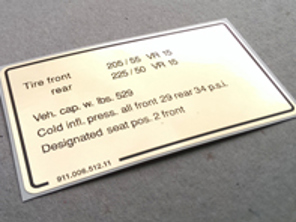 Tire front 205/55 VR 15
rear 225/50 VR 15
Veh. cap. w. lbs. 529
Cold infl. press. all front 29 rear 34 p.s.i.
Designated seat pos. 2 front
911.006.512.11